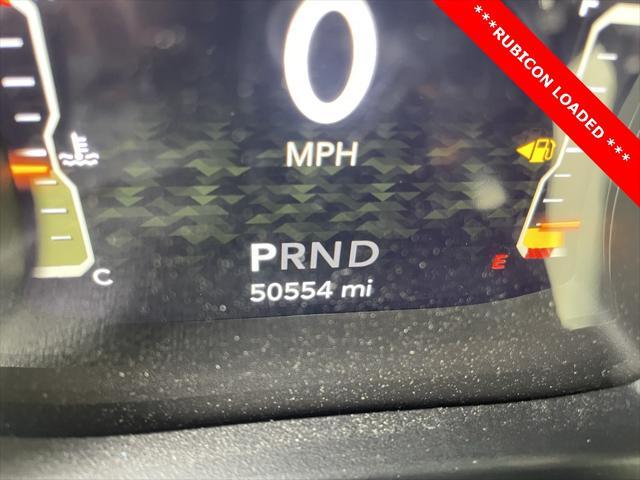 ***RUBICON LOADED ***
F
0
MPH
PRND
C
E
50554 mi